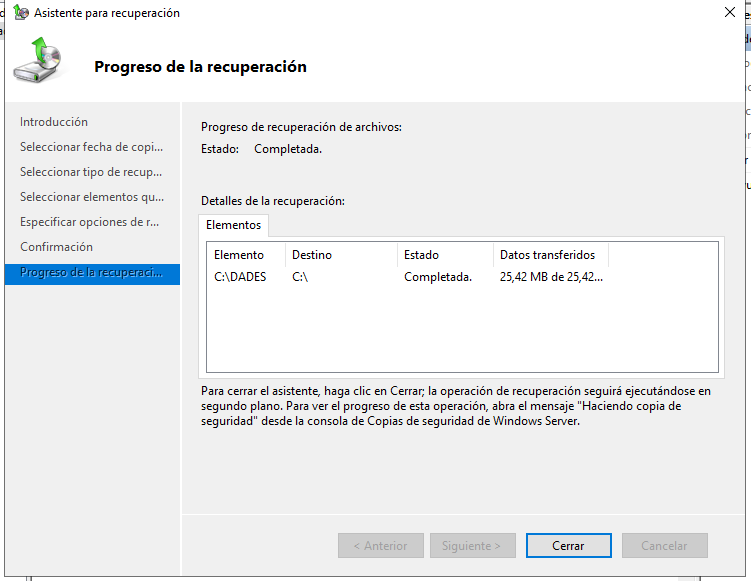 Asistente para recuperación
Progreso de la recuperación
Introducción
Seleccionar fecha de copi...
Seleccionar tipo de recup...
Seleccionar elementos qu...
Especificar opciones de r...
Confirmación
Progreso de la recuperaci...
Progreso de recuperación de archivos:
Estado: Completada.
Detalles de la recuperación:
Elementos
Elemento Destino Estado Datos transferidos
C:\DADES C:\ Completada. 25,42 MB de 25,42...
Para cerrar el asistente, haga clic en Cerrar; la operación de recuperación seguirá ejecutándose en
segundo plano. Para ver el progreso de esta operación, abra el mensaje "Haciendo copia de
seguridad" desde la consola de Copias de seguridad de Windows Server.
< Anterior Siguiente > Cerrar Cancelar